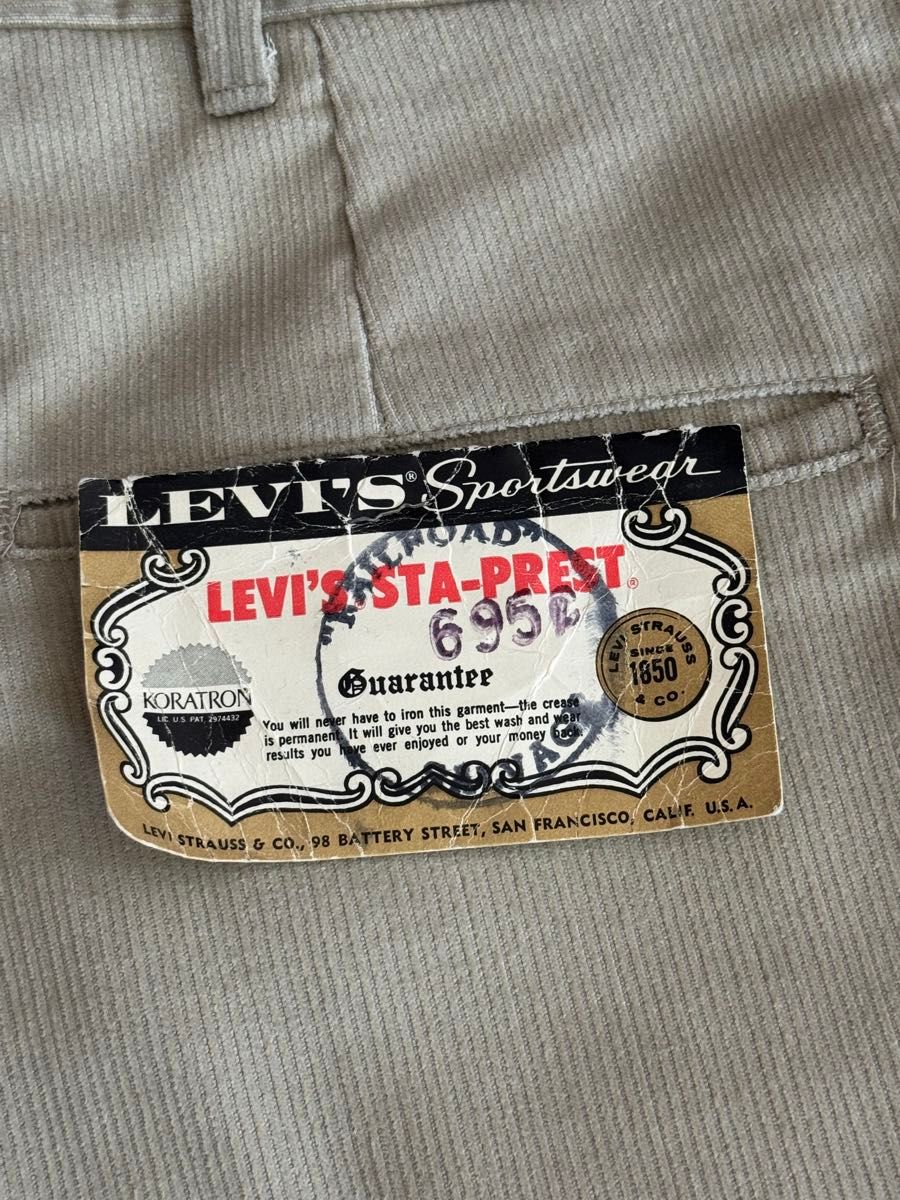 LEVI'S® Sportswear
"RAILROAD"
LEVI'S® STA-PREST®
695
Guarantee
KORATRON
LIC. U.S. PAT. 2974432
You will never have to iron this garment—the crease
is permanent. It will give you the best wash and wear
results you have ever enjoyed or your money back.
LEVI STRAUSS
SINCE
1850
& CO.
LEVI STRAUSS & CO., 98 BATTERY STREET, SAN FRANCISCO, CALIF. U.S.A.